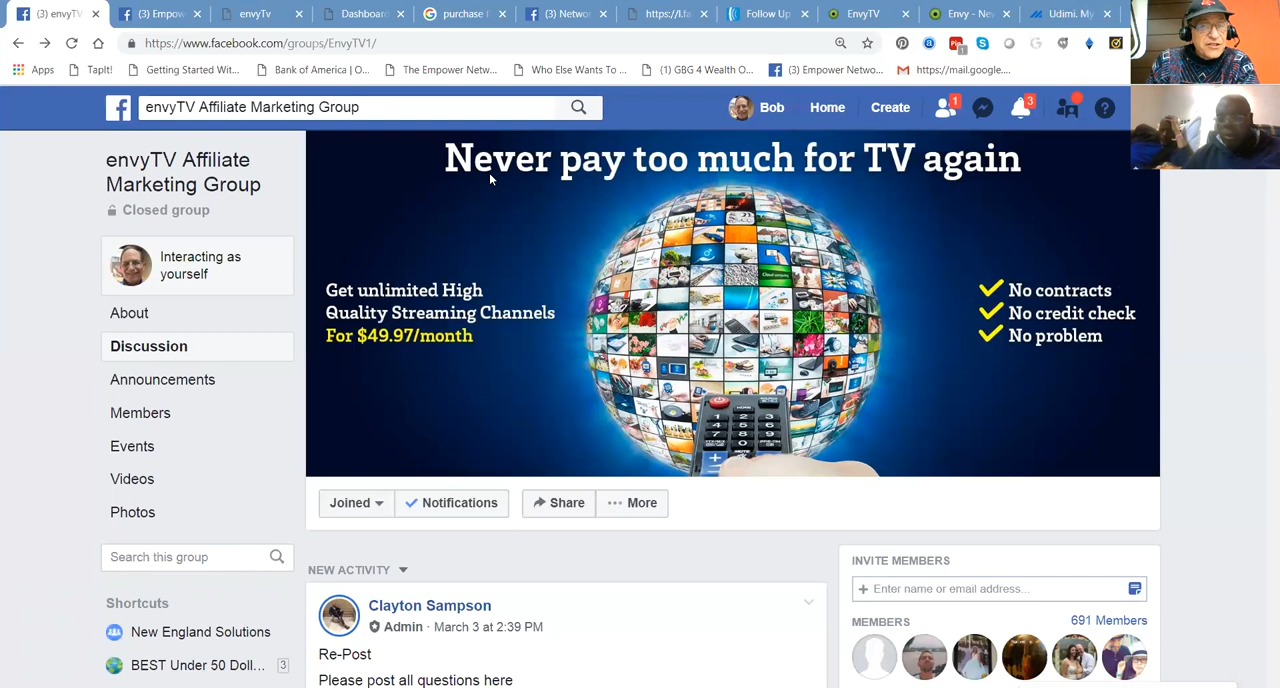 (3) envyTV
(3) Empow
envyTv
Dashboard
purchase
(3) Netwo
https://l.fa
Follow Up
EnvyTV
Envy - Ne
Udimi. My
https://www.facebook.com/groups/EnvyTV1/
Apps
TapIt!
Getting Started Wit...
Bank of America | O...
The Empower Netw...
Who Else Wants To ...
(1) GBG 4 Wealth O...
(3) Empower Netwo...
https://mail.google....
envyTV Affiliate Marketing Group
Bob
Home
Create
1
3
envyTV Affiliate
Marketing Group
Closed group
Interacting as
yourself
About
Discussion
Announcements
Members
Events
Videos
Photos
Search this group
Shortcuts
New England Solutions
BEST Under 50 Doll... 3
Never pay too much for TV again
Get unlimited High
Quality Streaming Channels
For $49.97/month
No contracts
No credit check
No problem
Joined
Notifications
Share
More
NEW ACTIVITY
Clayton Sampson
Admin · March 3 at 2:39 PM
Re-Post
Please post all questions here
INVITE MEMBERS
+ Enter name or email address...
MEMBERS
691 Members